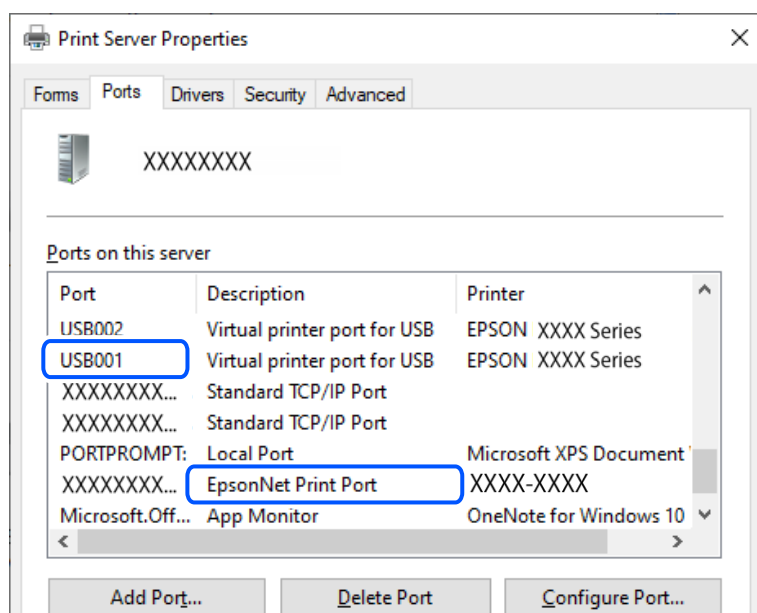 Print Server Properties
Forms Ports Drivers Security Advanced
XXXXXXXX
Ports on this server
Port Description Printer
USB002 Virtual printer port for USB EPSON XXXX Series
USB001 Virtual printer port for USB EPSON XXXX Series
XXXXXXXX... Standard TCP/IP Port
XXXXXXXX... Standard TCP/IP Port
PORTPROMPT: Local Port Microsoft XPS Document
XXXXXXXX... EpsonNet Print Port XXXX-XXXX
Microsoft.Off... App Monitor OneNote for Windows 10
Add Port... Delete Port Configure Port...